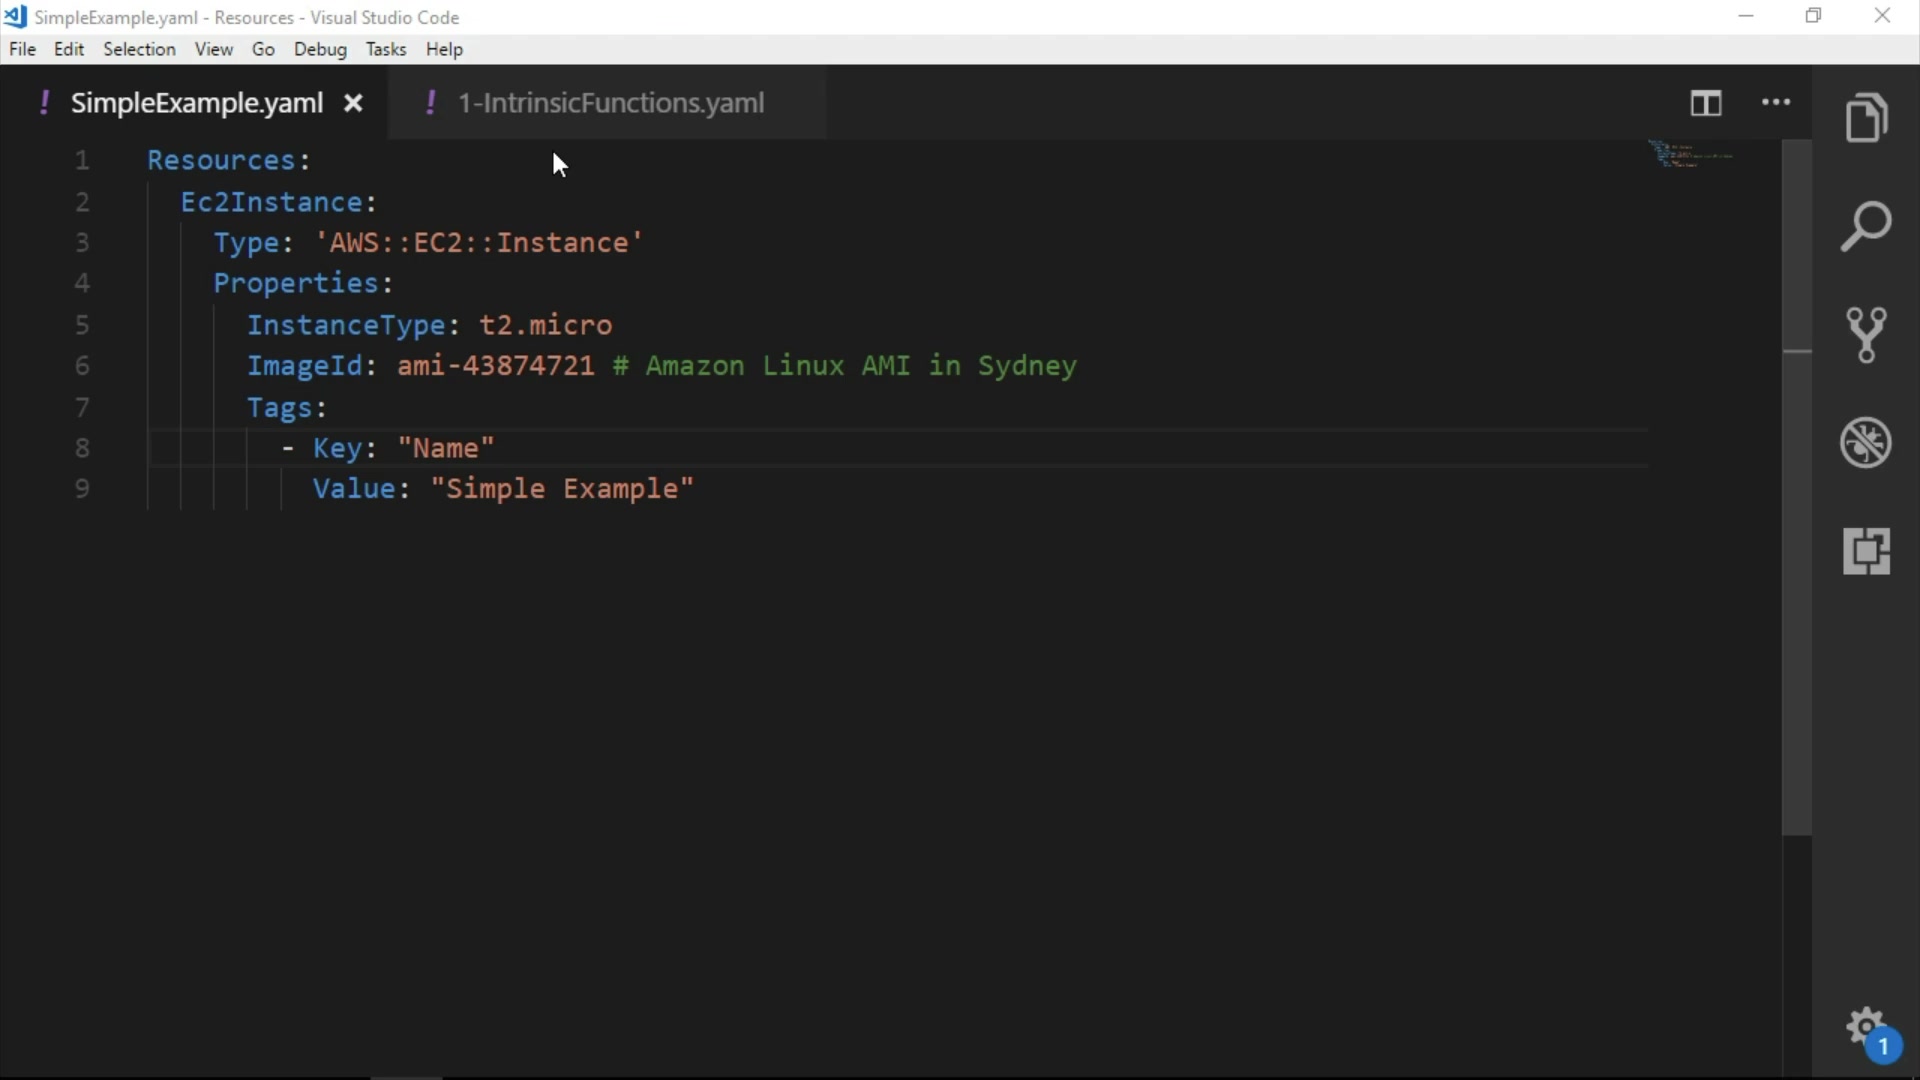 SimpleExample.yaml - Resources - Visual Studio Code
File Edit Selection View Go Debug Tasks Help
! SimpleExample.yaml ! 1-IntrinsicFunctions.yaml
1 Resources:
2 Ec2Instance:
3 Type: 'AWS::EC2::Instance'
4 Properties:
5 InstanceType: t2.micro
6 ImageId: ami-43874721 # Amazon Linux AMI in Sydney
7 Tags:
8 - Key: "Name"
9 Value: "Simple Example"
1